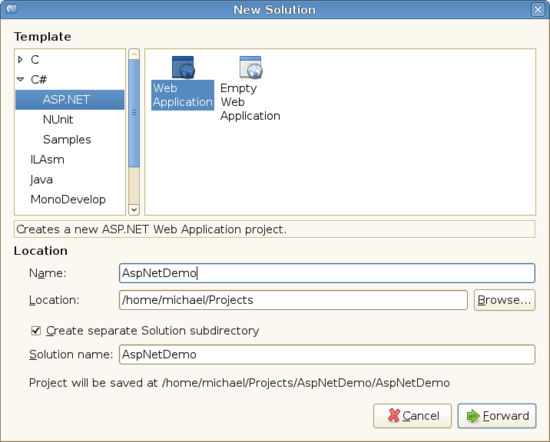 New Solution
Template
C
C#
ASP.NET
NUnit
Samples
ILAsm
Java
MonoDevelop
Web
Application
Empty
Web
Application
Creates a new ASP.NET Web Application project.
Location
Name:
AspNetDemo
Location:
/home/michael/Projects
Browse...
Create separate Solution subdirectory
Solution name:
AspNetDemo
Project will be saved at /home/michael/Projects/AspNetDemo/AspNetDemo
Cancel
Forward